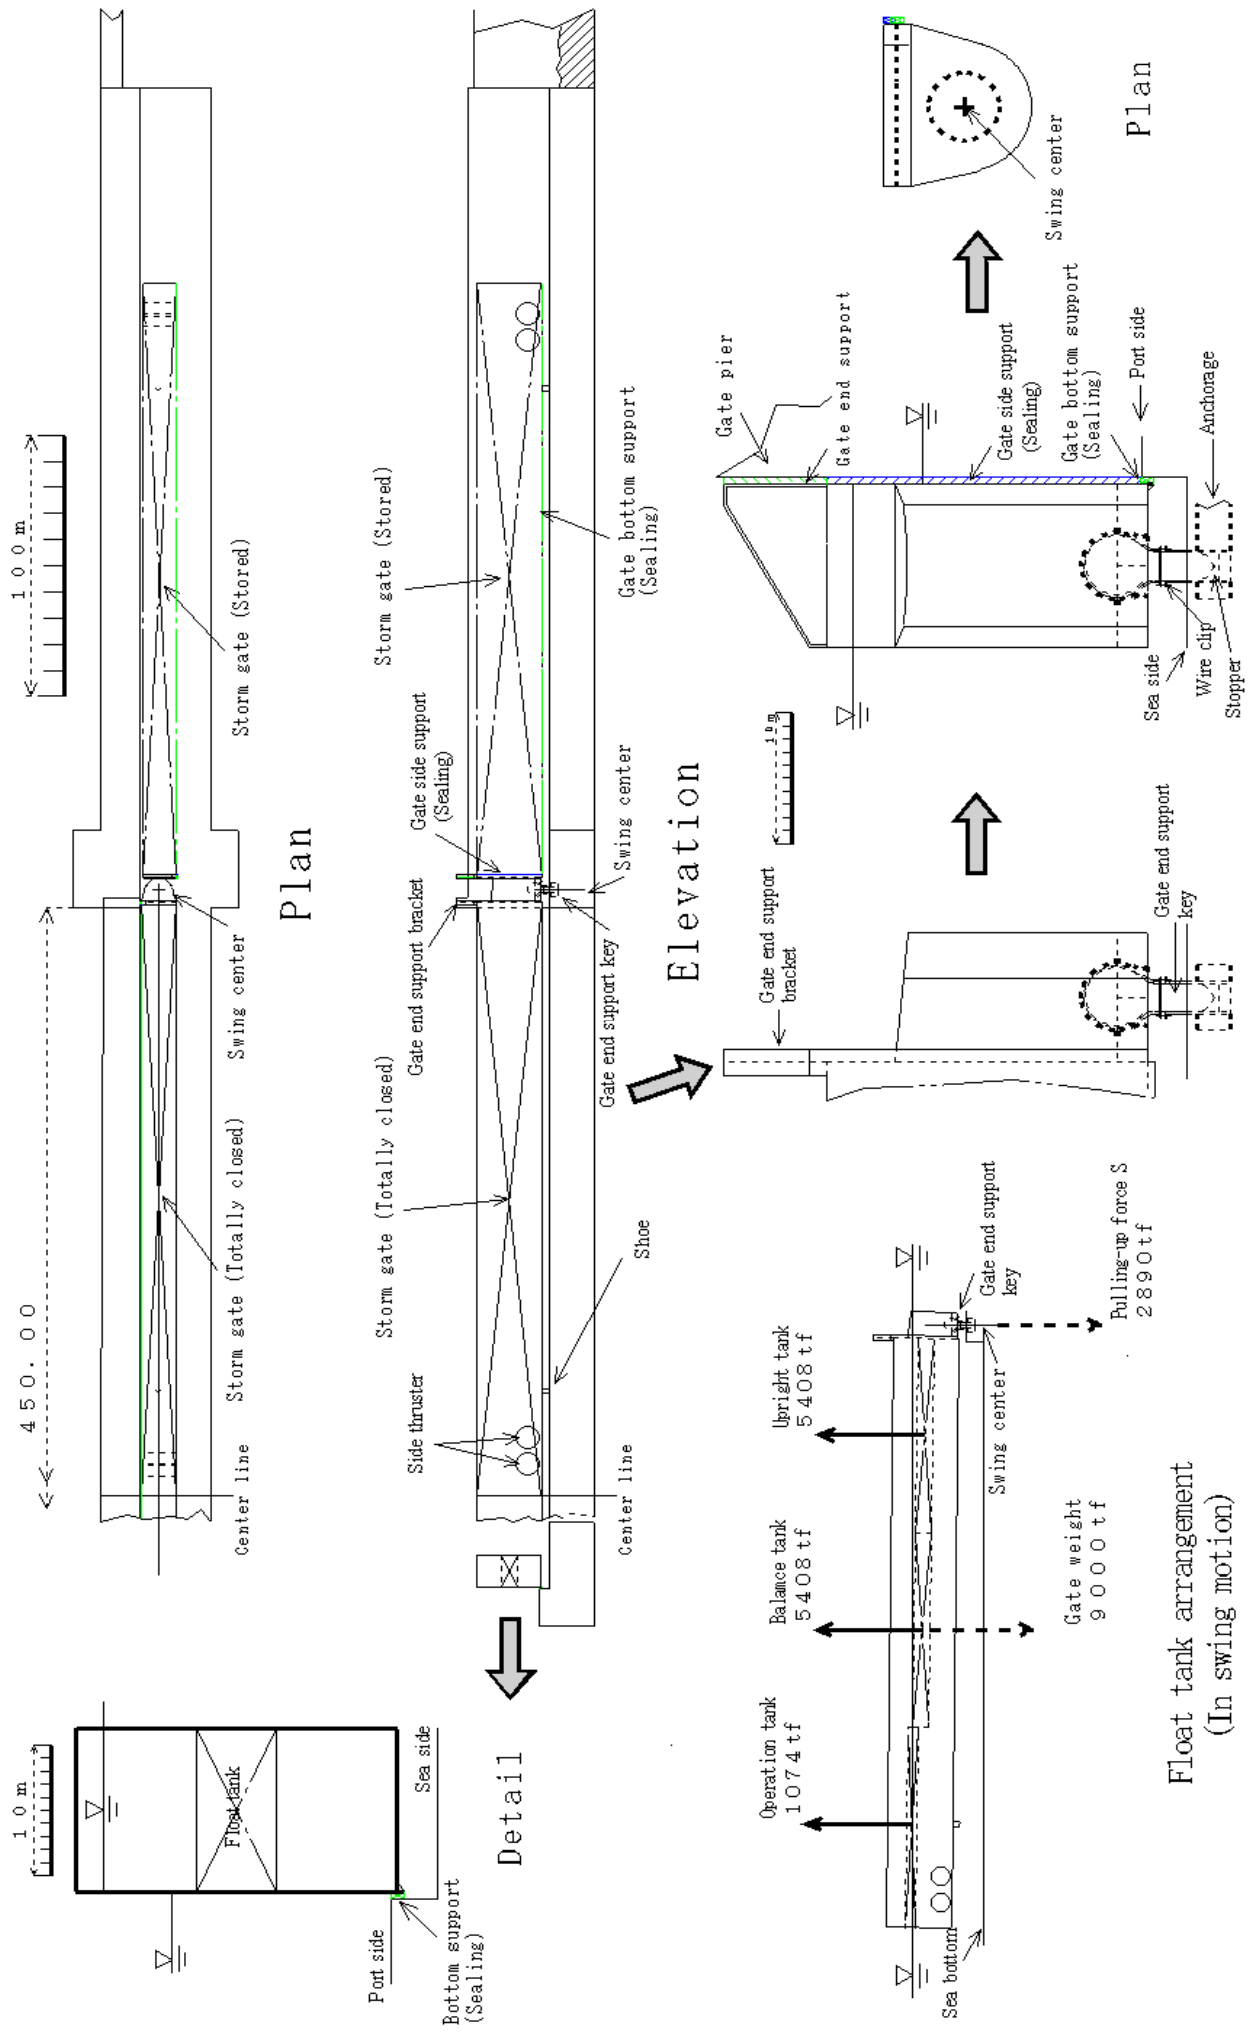 450.00
100m
Storm gate (Totally closed)
Swing center
Storm gate (Stored)
Center line
Plan
Storm gate (Totally closed)
Gate end support bracket
Gate side support
(Sealing)
Storm gate (Stored)
Side thruster
Shoe
Gate end support key
Swing center
Gate bottom support
(Sealing)
Center line
Elevation
10m
Float tank
Port side
Sea side
Bottom support
(Sealing)
Detail
Operation tank
1074tf
Balamce tank
5408tf
Upright tank
5408tf
Sea bottom
Gate weight
9000tf
Swing center
Gate end support
key
Pulling-up force S
2890tf
Float tank arrangement
(In swing motion)
Gate end support
bracket
Gate end support
key
10m
Gate pier
Gate end support
Gate side support
(Sealing)
Gate bottom support
(Sealing)
Port side
Sea side
Wire clip
Stopper
Anchorage
Swing center
Plan